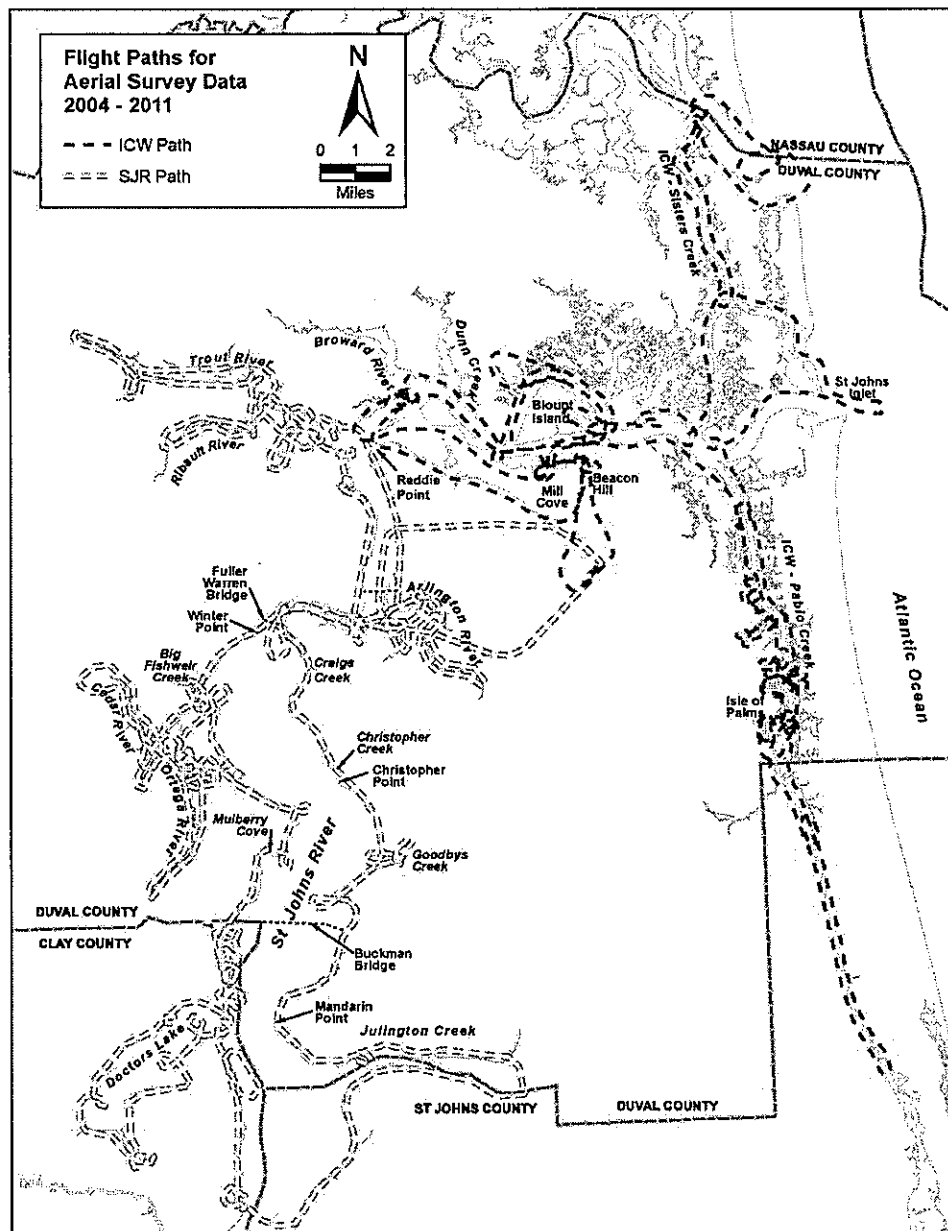 Flight Paths for
Aerial Survey Data
2004 - 2011
ICW Path
SJR Path
N
0 1 2
Miles
NASSAU COUNTY
DUVAL COUNTY
ICW - Sisters Creek
Trout River
Broward River
Dunn Creek
Ribault River
Blount
Island
St Johns
Inlet
Reddie
Point
Mill
Cove
Beacon
Hill
Fuller
Warren
Bridge
Winter
Point
Arlington River
ICW - Pablo Creek
Atlantic Ocean
Big
Fishweir
Creek
Craigs
Creek
Cedar River
Isle of
Palms
Christopher
Creek
Christopher
Point
Ortega River
Mulberry
Cove
St Johns River
Goodbys
Creek
DUVAL COUNTY
CLAY COUNTY
Buckman
Bridge
Mandarin
Point
Julington Creek
Doctors Lake
ST JOHNS COUNTY
DUVAL COUNTY